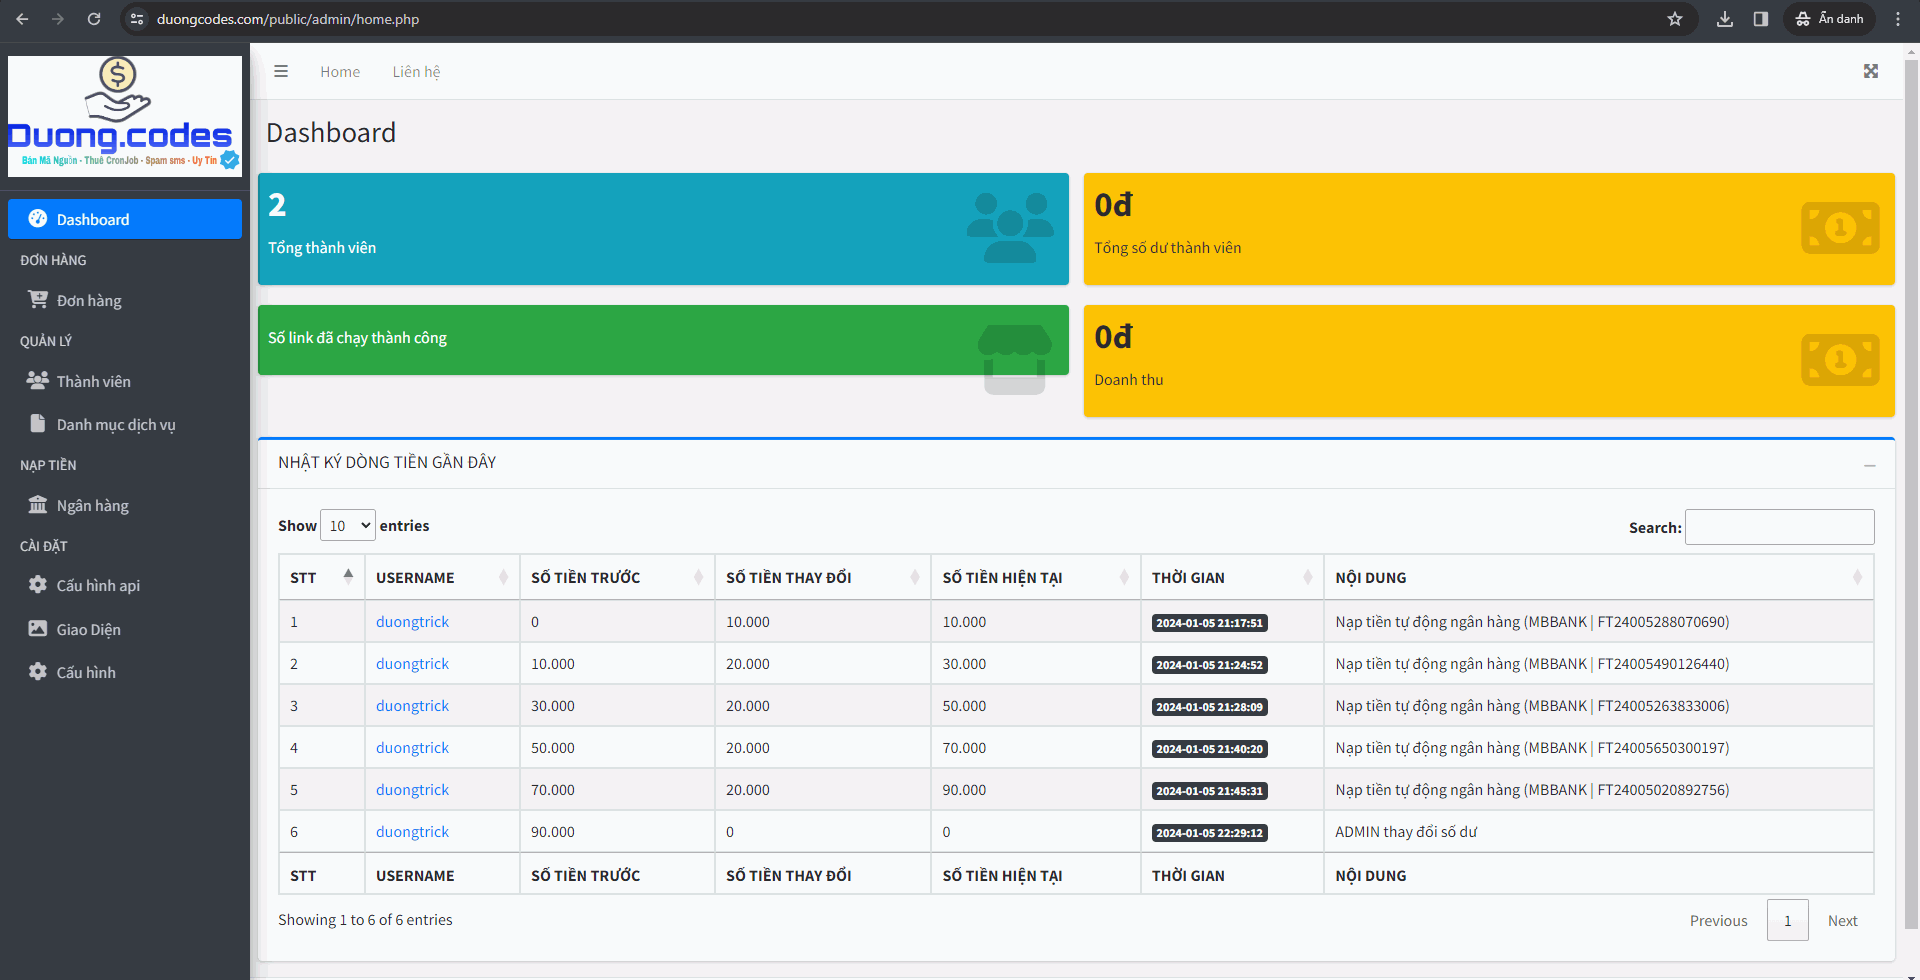 duongcodes.com/public/admin/home.php
Ẩn danh
Duong.codes
Bán Mã Nguồn - Thuê CronJob - Spam sms - Uy Tín
Dashboard
ĐƠN HÀNG
Đơn hàng
QUẢN LÝ
Thành viên
Danh mục dịch vụ
NẠP TIỀN
Ngân hàng
CÀI ĐẶT
Cấu hình api
Giao Diện
Cấu hình
Home Liên hệ
Dashboard
2
Tổng thành viên
0đ
Tổng số dư thành viên
Số link đã chạy thành công
0đ
Doanh thu
NHẬT KÝ DÒNG TIỀN GẦN ĐÂY
Show 10 entries
Search:
STT USERNAME SỐ TIỀN TRƯỚC SỐ TIỀN THAY ĐỔI SỐ TIỀN HIỆN TẠI THỜI GIAN NỘI DUNG
1 duongtrick 0 10.000 10.000 2024-01-05 21:17:51 Nạp tiền tự động ngân hàng (MBBANK | FT24005288070690)
2 duongtrick 10.000 20.000 30.000 2024-01-05 21:24:52 Nạp tiền tự động ngân hàng (MBBANK | FT24005490126440)
3 duongtrick 30.000 20.000 50.000 2024-01-05 21:28:09 Nạp tiền tự động ngân hàng (MBBANK | FT24005263833006)
4 duongtrick 50.000 20.000 70.000 2024-01-05 21:40:20 Nạp tiền tự động ngân hàng (MBBANK | FT24005650300197)
5 duongtrick 70.000 20.000 90.000 2024-01-05 21:45:31 Nạp tiền tự động ngân hàng (MBBANK | FT24005020892756)
6 duongtrick 90.000 0 0 2024-01-05 22:29:12 ADMIN thay đổi số dư
STT USERNAME SỐ TIỀN TRƯỚC SỐ TIỀN THAY ĐỔI SỐ TIỀN HIỆN TẠI THỜI GIAN NỘI DUNG
Showing 1 to 6 of 6 entries
Previous 1 Next